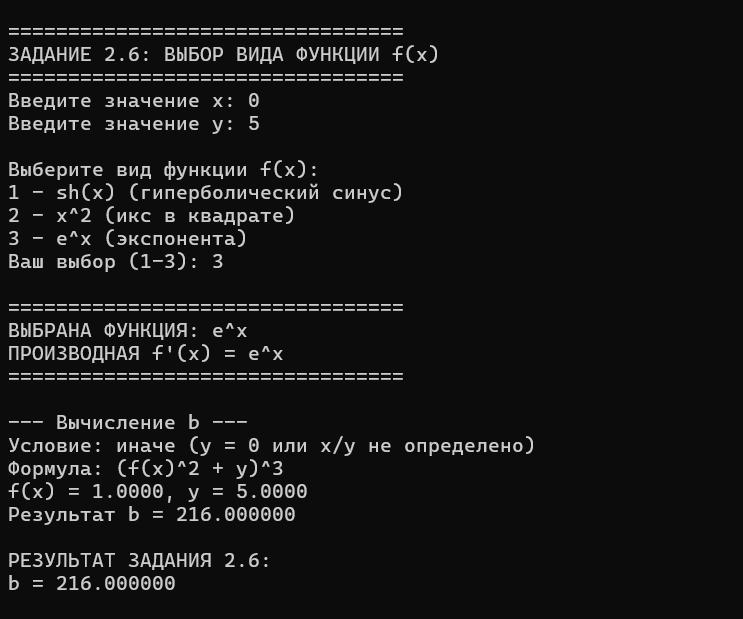 =================================
ЗАДАНИЕ 2.6: ВЫБОР ВИДА ФУНКЦИИ f(x)
=================================
Введите значение x: 0
Введите значение y: 5
Выберите вид функции f(x):
1 - sh(x) (гиперболический синус)
2 - x^2 (икс в квадрате)
3 - e^x (экспонента)
Ваш выбор (1-3): 3
=================================
ВЫБРАНА ФУНКЦИЯ: e^x
ПРОИЗВОДНАЯ f'(x) = e^x
=================================
--- Вычисление b ---
Условие: иначе (y = 0 или x/y не определено)
Формула: (f(x)^2 + y)^3
f(x) = 1.0000, y = 5.0000
Результат b = 216.000000
РЕЗУЛЬТАТ ЗАДАНИЯ 2.6:
b = 216.000000